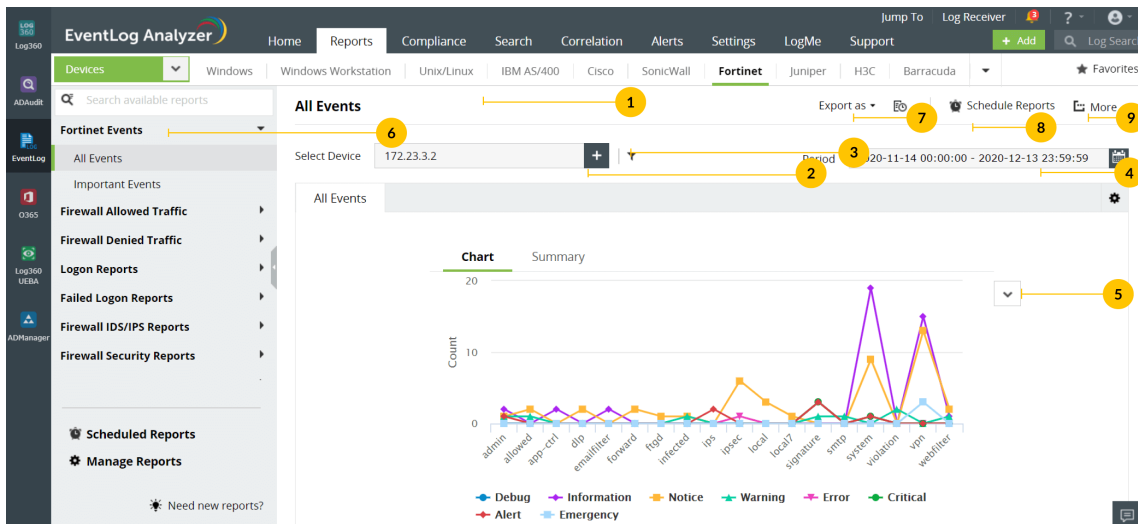 LOG
360
Log360
ADAudit
EventLog
O365
Log360
UEBA
ADManager
EventLog Analyzer
Jump To
Log Receiver
3
?
Home
Reports
Compliance
Search
Correlation
Alerts
Settings
LogMe
Support
+ Add
Log Search
Devices
Windows
Windows Workstation
Unix/Linux
IBM AS/400
Cisco
SonicWall
Fortinet
Juniper
H3C
Barracuda
Favorites
Search available reports
Fortinet Events
6
All Events
Important Events
Firewall Allowed Traffic
Firewall Denied Traffic
Logon Reports
Failed Logon Reports
Firewall IDS/IPS Reports
Firewall Security Reports
Scheduled Reports
Manage Reports
Need new reports?
All Events
1
Export as
7
Schedule Reports
8
More
9
Select Device
172.23.3.2
+
2
3
Period
020-11-14 00:00:00 - 2020-12-13 23:59:59
4
All Events
Chart
Summary
5
20
10
0
Count
admin
allowed
app-ctrl
dlp
emailfilter
forward
ftgd
infected
ips
ipsec
local
local7
signature
smtp
system
violation
vpn
webfilter
Debug
Information
Notice
Warning
Error
Critical
Alert
Emergency